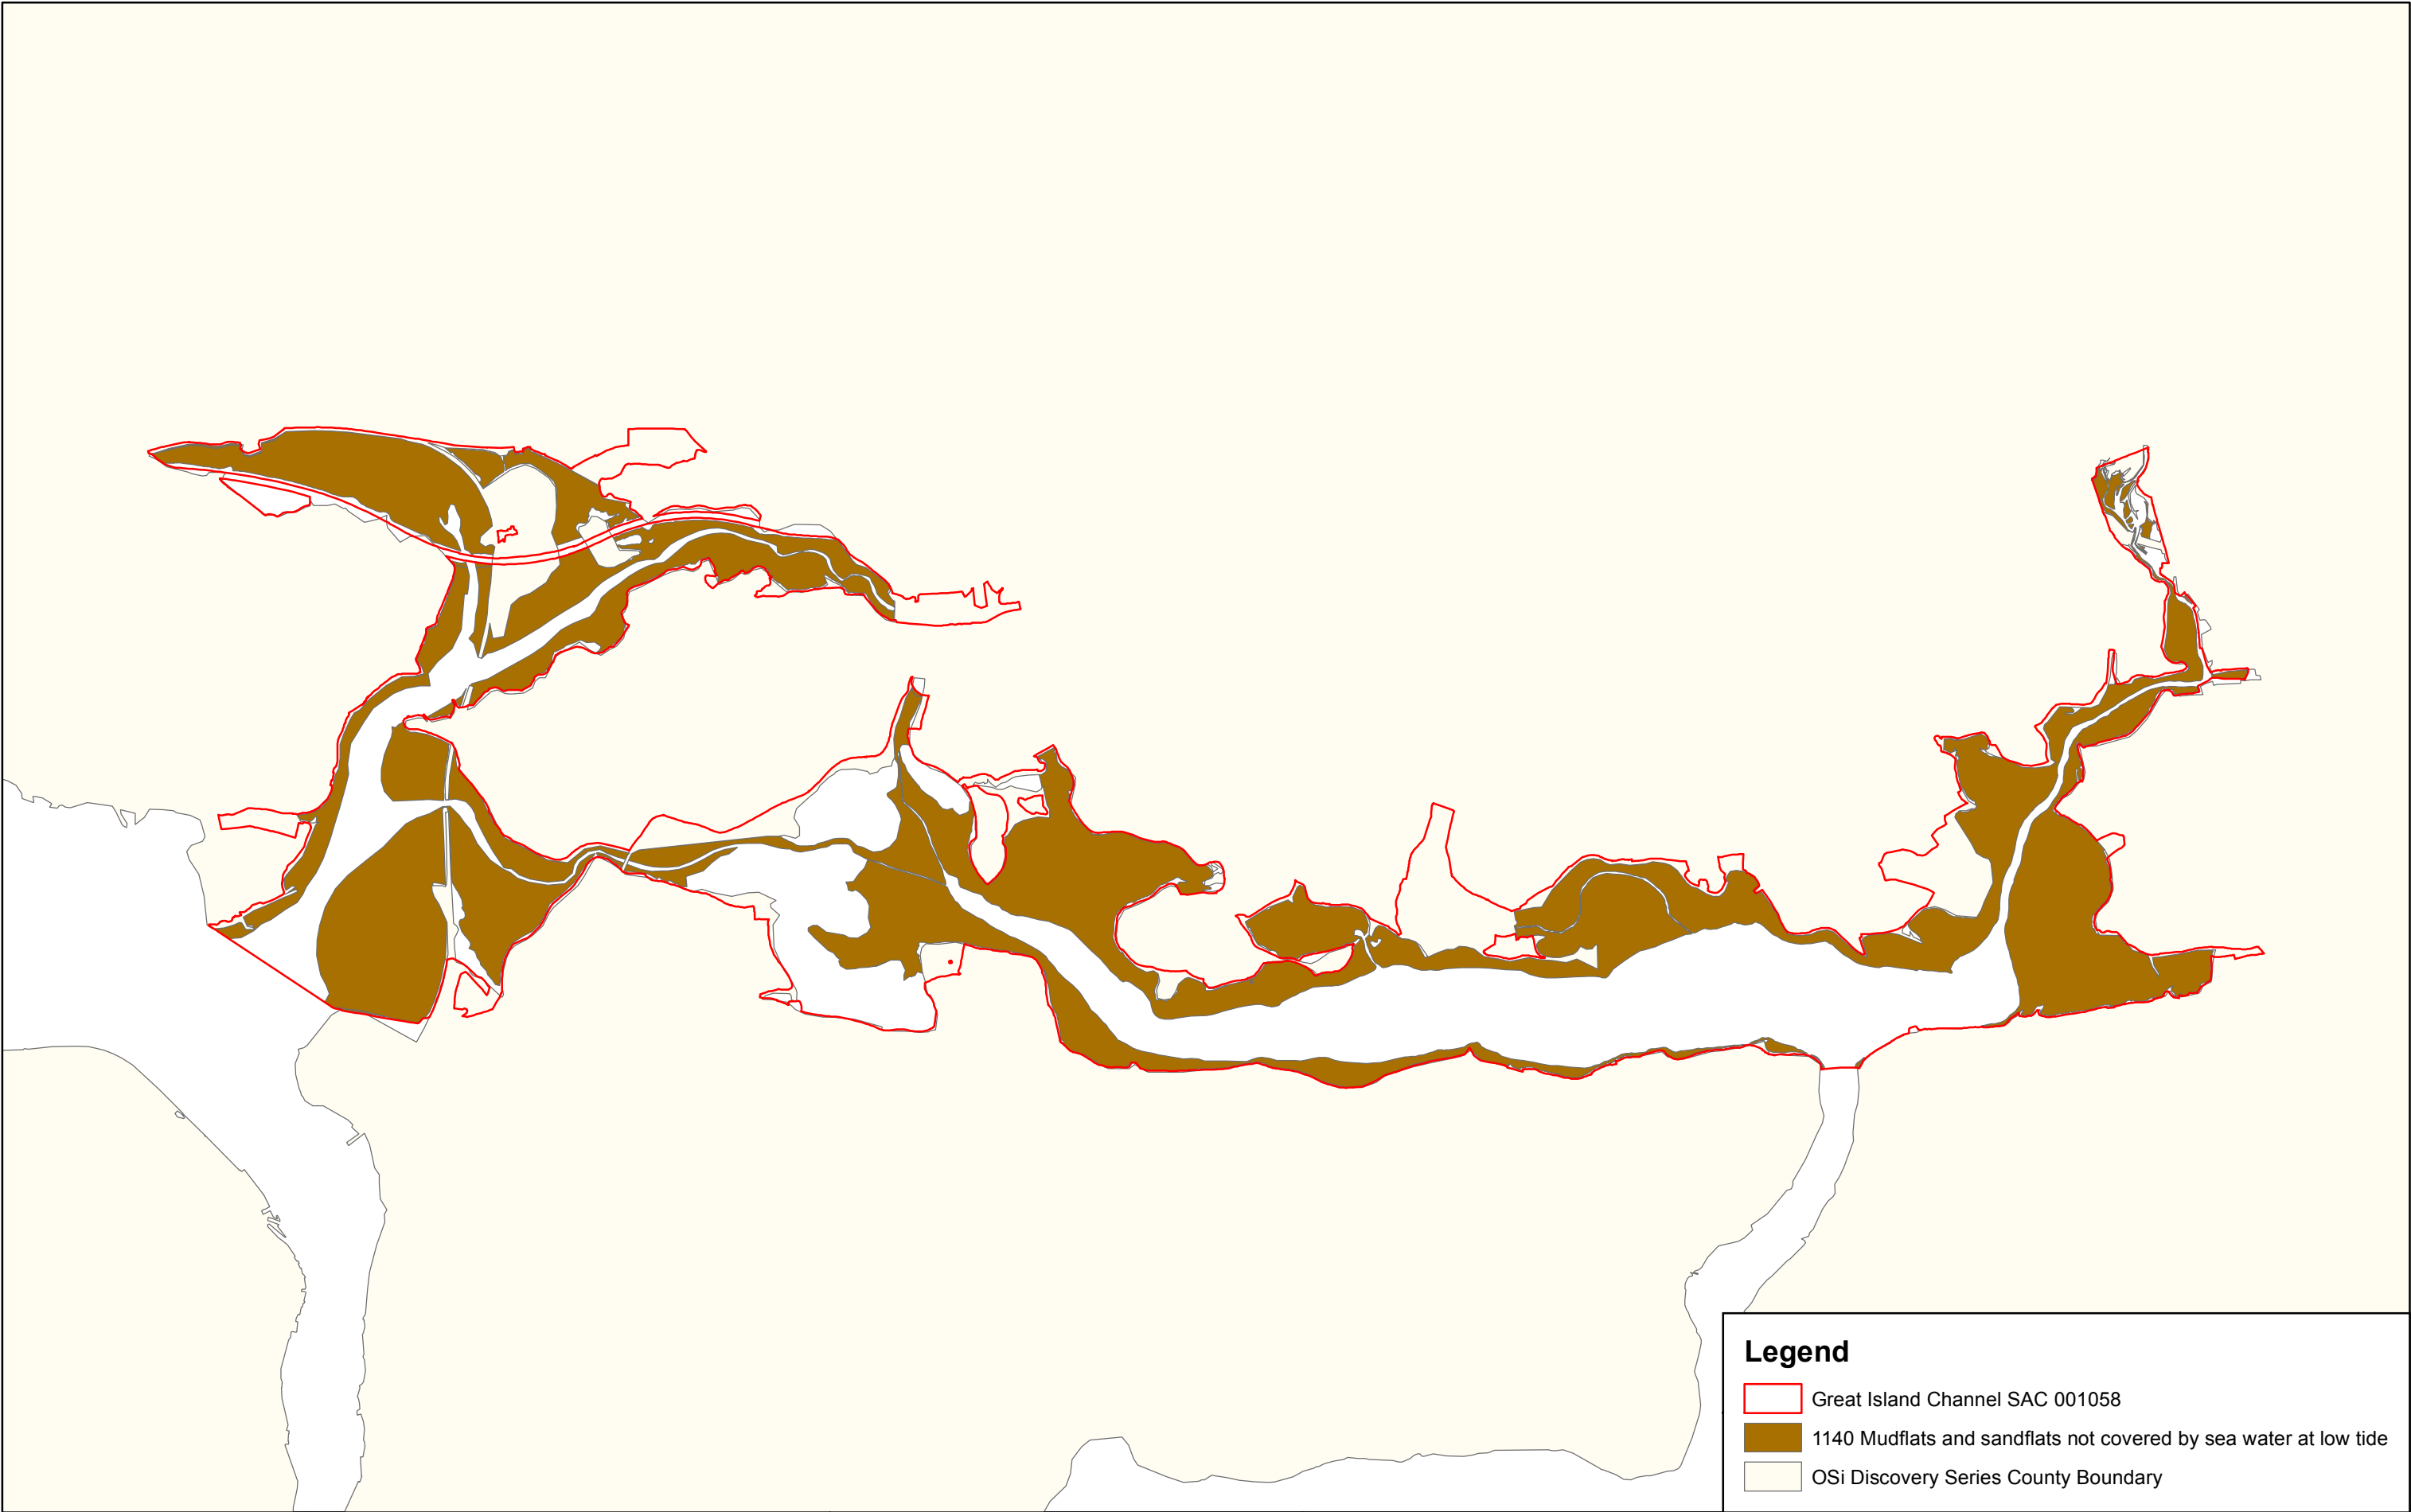 Legend
Great Island Channel SAC 001058
1140 Mudflats and sandflats not covered by sea water at low tide
OSi Discovery Series County Boundary